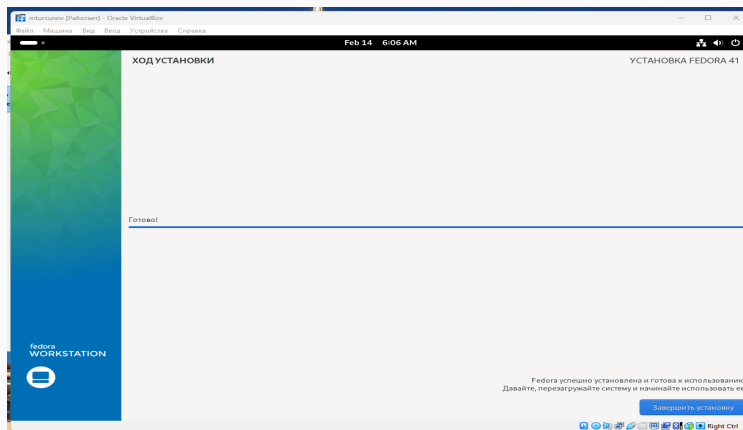 mtursunov [Работает] - Oracle VirtualBox
Файл Машина Вид Ввод Устройства Справка
Feb 14 6:06 AM
ХОД УСТАНОВКИ
УСТАНОВКА FEDORA 41
Готово!
fedora
WORKSTATION
Fedora успешно установлена и готова к использованию
Давайте, перезагружайте систему и начинайте использовать её
Завершить установку
Right Ctrl